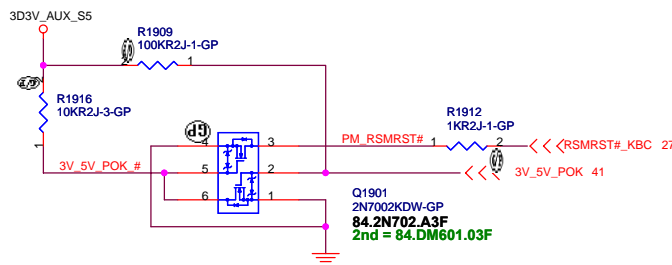 3D3V_AUX_S5
R1909
100KR2J-1-GP
2
1
R1916
10KR2J-3-GP
1
GP
4
3
PM_RSMRST#
R1912
1KR2J-1-GP
1
2
RSMRST#_KBC 27
3V_5V_POK_#
5
2
3V_5V_POK 41
6
1
Q1901
2N7002KDW-GP
84.2N702.A3F
2nd = 84.DM601.03F